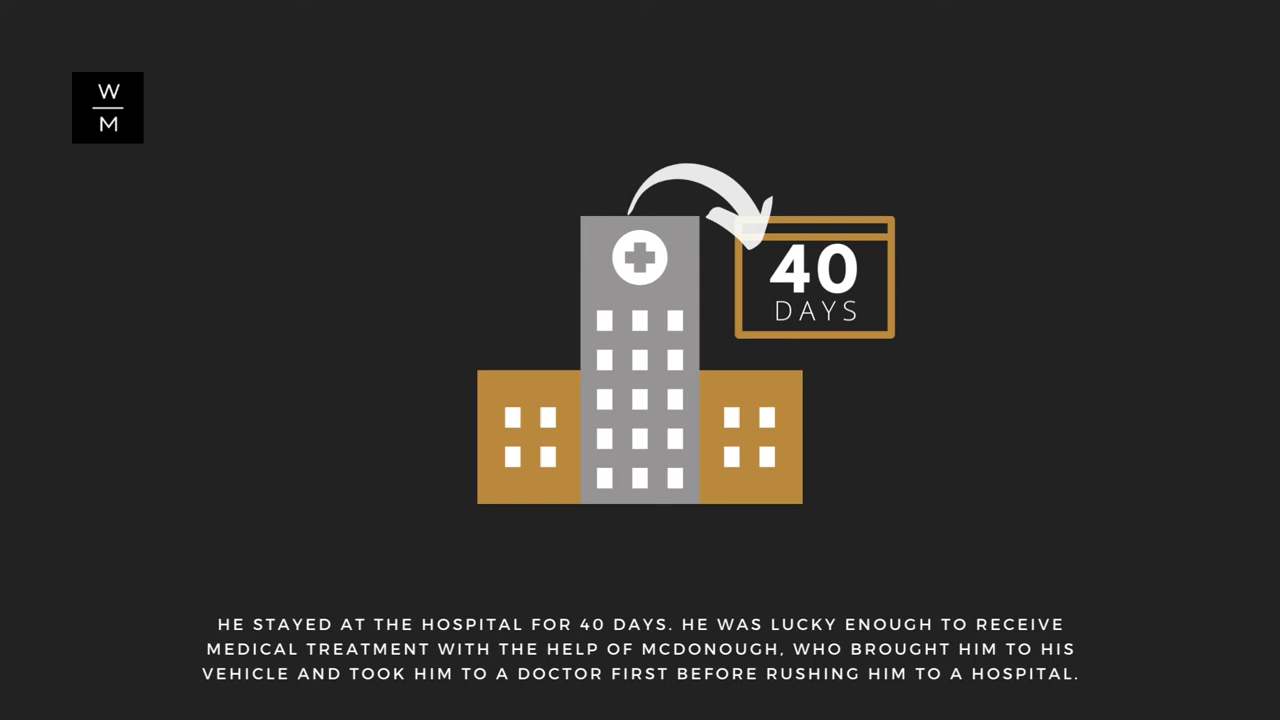 W
M
40
DAYS
HE STAYED AT THE HOSPITAL FOR 40 DAYS. HE WAS LUCKY ENOUGH TO RECEIVE
MEDICAL TREATMENT WITH THE HELP OF MCDONOUGH, WHO BROUGHT HIM TO HIS
VEHICLE AND TOOK HIM TO A DOCTOR FIRST BEFORE RUSHING HIM TO A HOSPITAL.